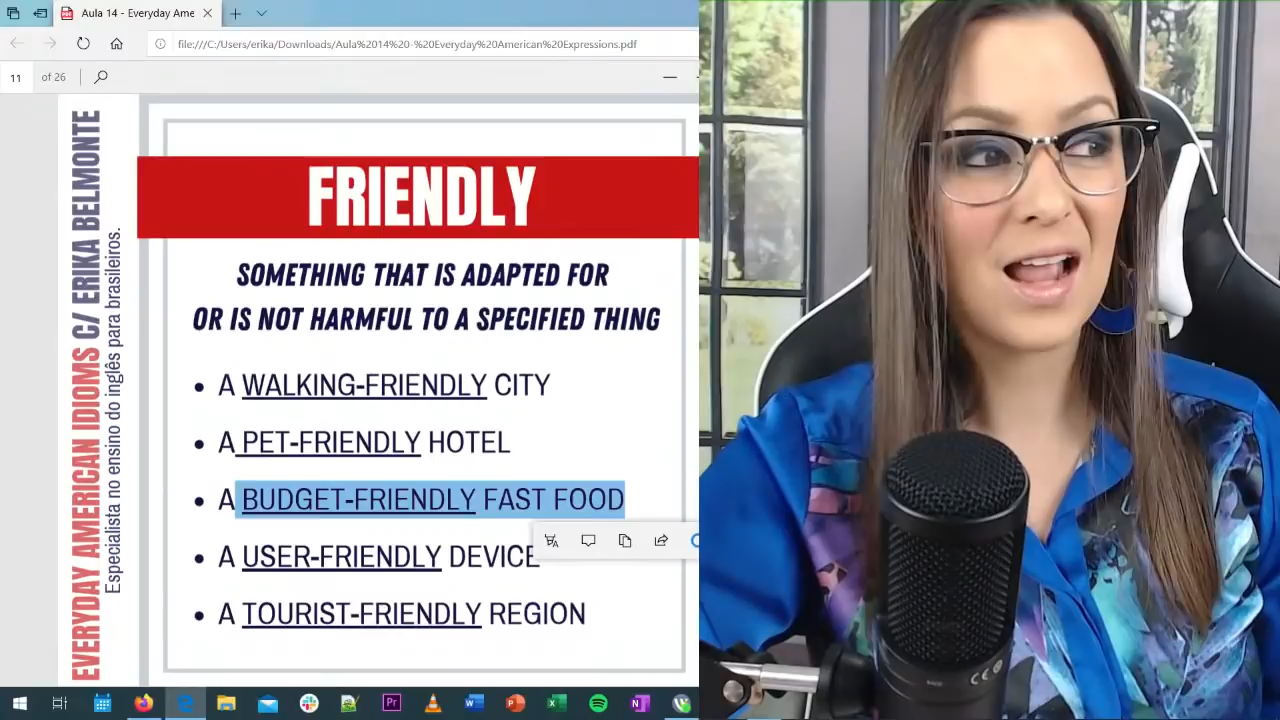 Aula 14 - Everyday Ame
file:///C:/Users/erika/Downloads/Aula%2014%20-%20Everyday%20American%20Expressions.pdf
11 of 26
EVERYDAY AMERICAN IDIOMS C/ ERIKA BELMONTE
Especialista no ensino do inglês para brasileiros.
FRIENDLY
SOMETHING THAT IS ADAPTED FOR
OR IS NOT HARMFUL TO A SPECIFIED THING
• A WALKING-FRIENDLY CITY
• A PET-FRIENDLY HOTEL
• A BUDGET-FRIENDLY FAST FOOD
• A USER-FRIENDLY DEVICE
• A TOURIST-FRIENDLY REGION